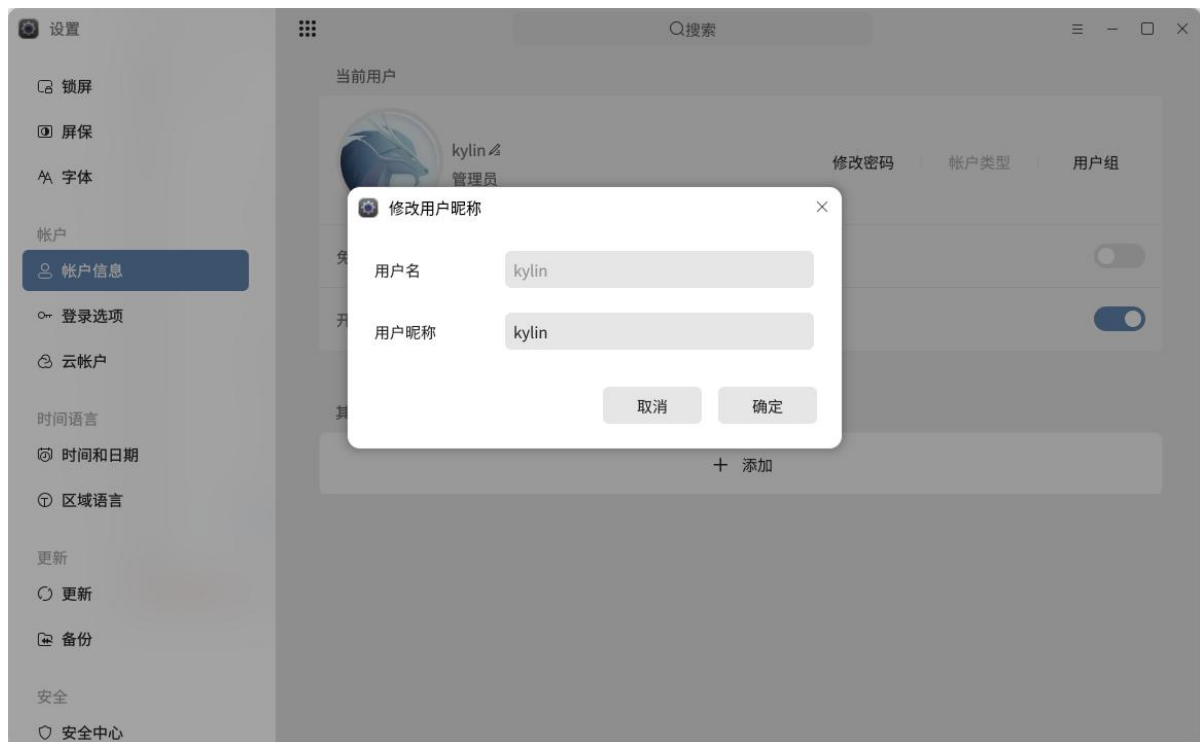 设置
搜索
锁屏
屏保
字体
帐户
帐户信息
登录选项
云帐户
时间语言
时间和日期
区域语言
更新
更新
备份
安全
安全中心
当前用户
kylin
管理员
修改密码
帐户类型
用户组
修改用户昵称
用户名
kylin
用户昵称
kylin
取消
确定
开
添加